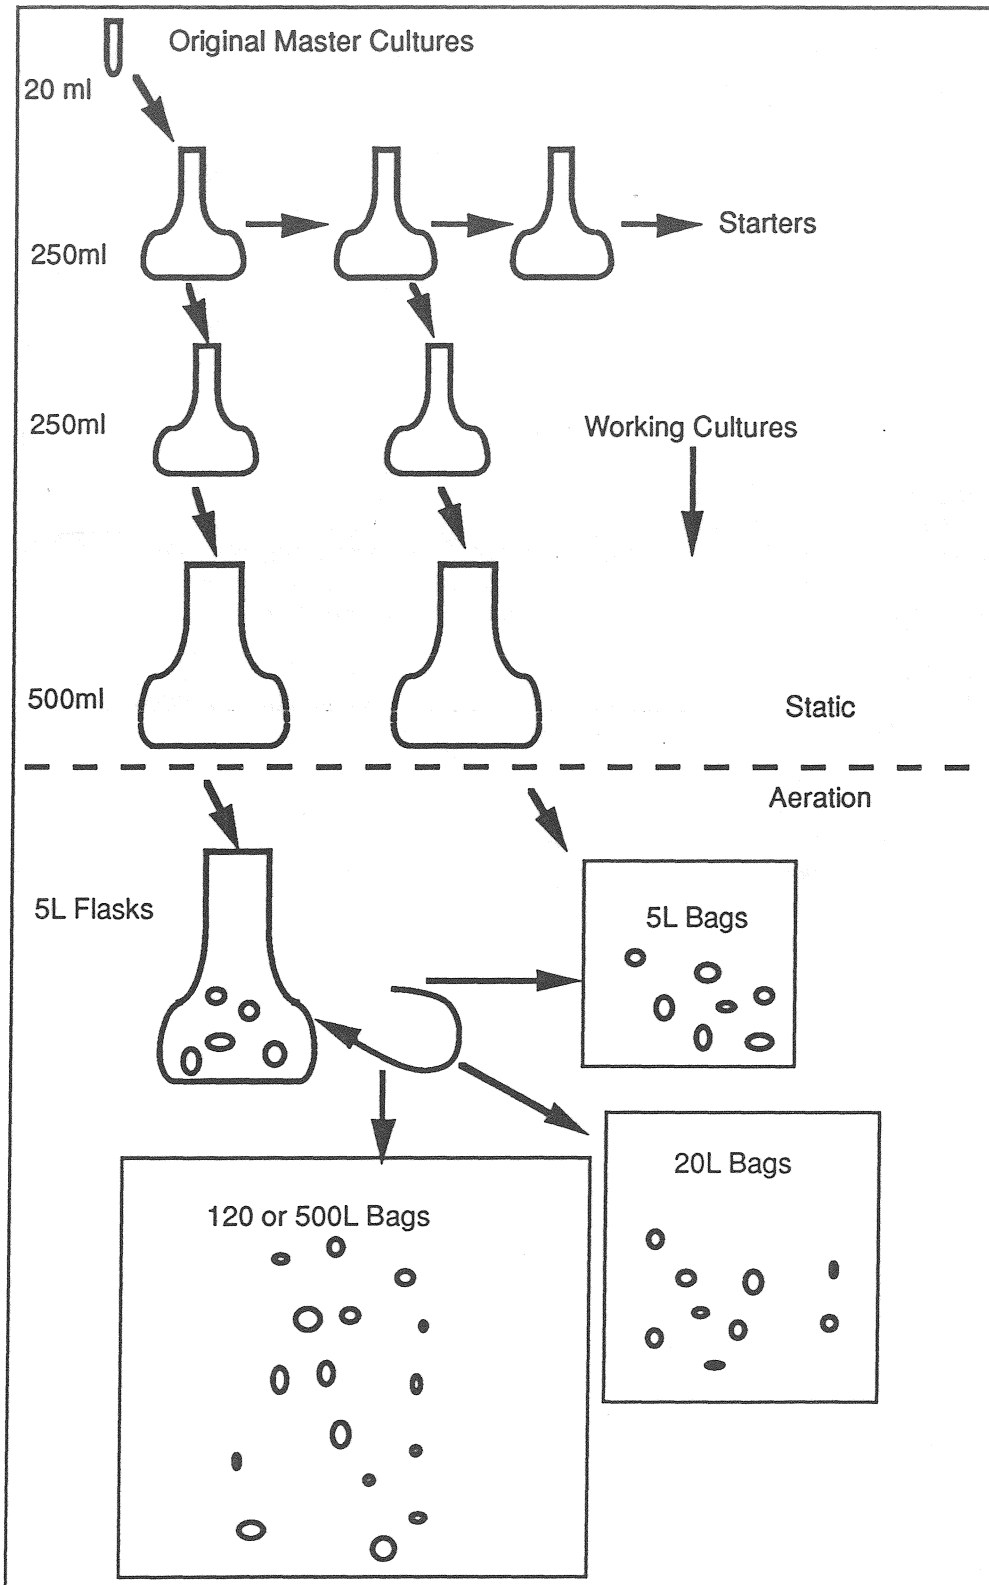 Original Master Cultures
20 ml
Starters
250ml
250ml
Working Cultures
500ml
Static
Aeration
5L Flasks
5L Bags
20L Bags
120 or 500L Bags